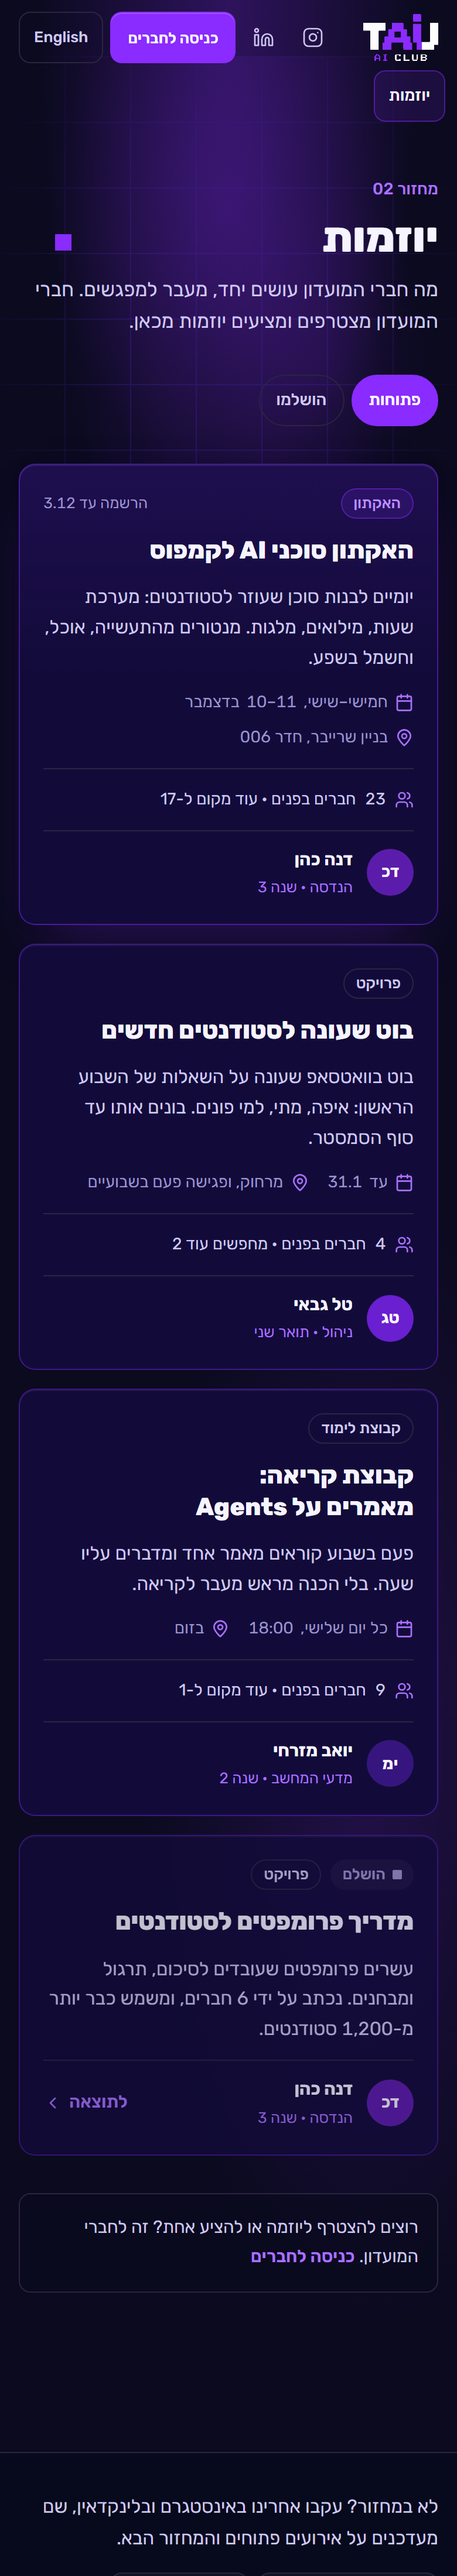 TAU
AI CLUB
כניסה לחברים
English
יוזמות
מחזור 02
יוזמות
מה חברי המועדון עושים יחד, מעבר למפגשים. חברי
המועדון מצטרפים ומציעים יוזמות מכאן.
פתוחות
הושלמו
האקתון
הרשמה עד 3.12
האקתון סוכני AI לקמפוס
יומיים לבנות סוכן שעוזר לסטודנטים: מערכת
שעות, מילואים, מלגות. מנטורים מהתעשייה, אוכל,
וחשמל בשפע.
חמישי–שישי, 10–11 בדצמבר
בניין שרייבר, חדר 006
23 חברים בפנים • עוד מקום ל-17
דכ
דנה כהן
הנדסה • שנה 3
פרויקט
בוט שעונה לסטודנטים חדשים
בוט בוואטסאפ שעונה על השאלות של השבוע
הראשון: איפה, מתי, למי פונים. בונים אותו עד
סוף הסמסטר.
עד 31.1
מרחוק, ופגישה פעם בשבועיים
4 חברים בפנים • מחפשים עוד 2
טג
טל גבאי
ניהול • תואר שני
קבוצת לימוד
קבוצת קריאה:
מאמרים על Agents
פעם בשבוע קוראים מאמר אחד ומדברים עליו
שעה. בלי הכנה מראש מעבר לקריאה.
כל יום שלישי, 18:00
בזום
9 חברים בפנים • עוד מקום ל-1
ימ
יואב מזרחי
מדעי המחשב • שנה 2
הושלם
פרויקט
מדריך פרומפטים לסטודנטים
עשרים פרומפטים שעובדים לסיכום, תרגול
ומבחנים. נכתב על ידי 6 חברים, ומשמש כבר יותר
מ-1,200 סטודנטים.
דכ
דנה כהן
הנדסה • שנה 3
לתוצאה
רוצים להצטרף ליוזמה או להציע אחת? זה לחברי
המועדון. כניסה לחברים
לא במחזור? עקבו אחרינו באינסטגרם ובלינקדאין, שם
מעדכנים על אירועים פתוחים והמחזור הבא.